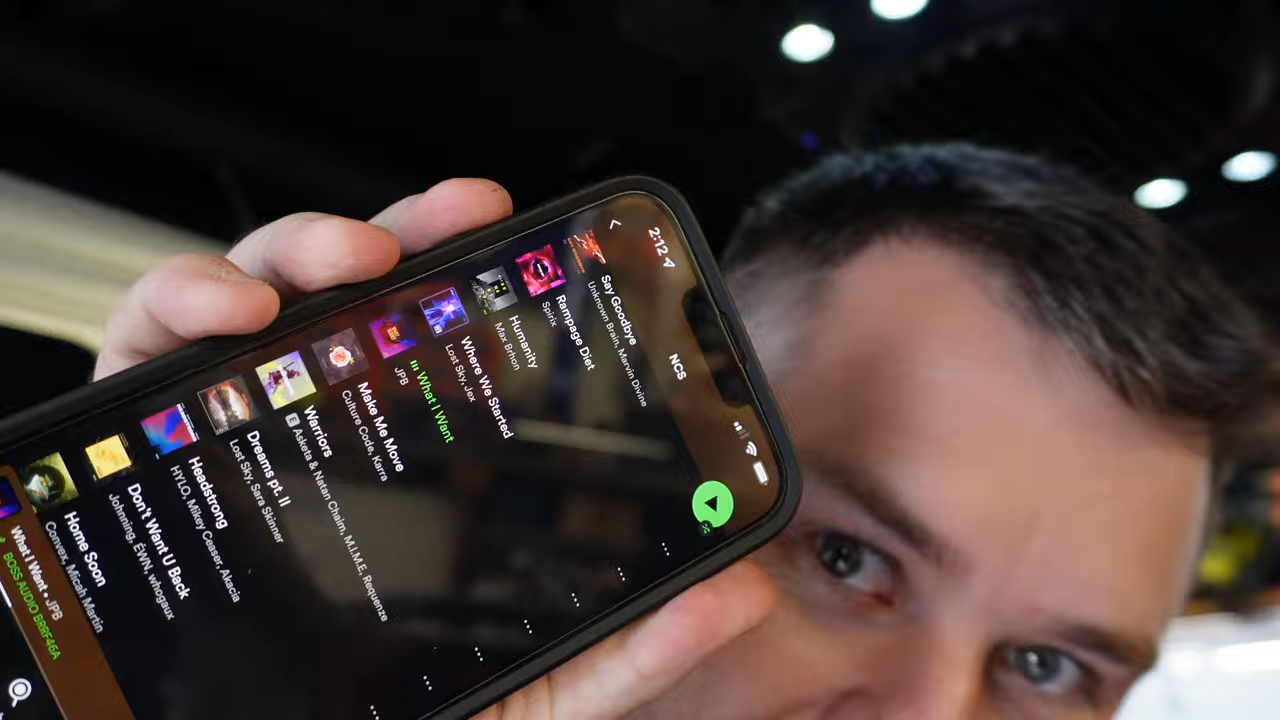 2:12
NCS
Say Goodbye
Unknown Brain, Marvin Divine
Rampage Diet
Spirix
Humanity
Max Brhon
Where We Started
Lost Sky, Jex
What I Want
JPB
Make Me Move
Culture Code, Karra
Warriors
E Asketa & Natan Chaim, M.I.M.E, Requenze
Dreams pt. II
Lost Sky, Sara Skinner
Headstrong
HYLO, Mikey Ceaser, Akacia
Don't Want U Back
Johnning, EWN, whogaux
Home Soon
Convex, Micah Martin
What I Want • JPB
BOSS AUDIO BRRF46A